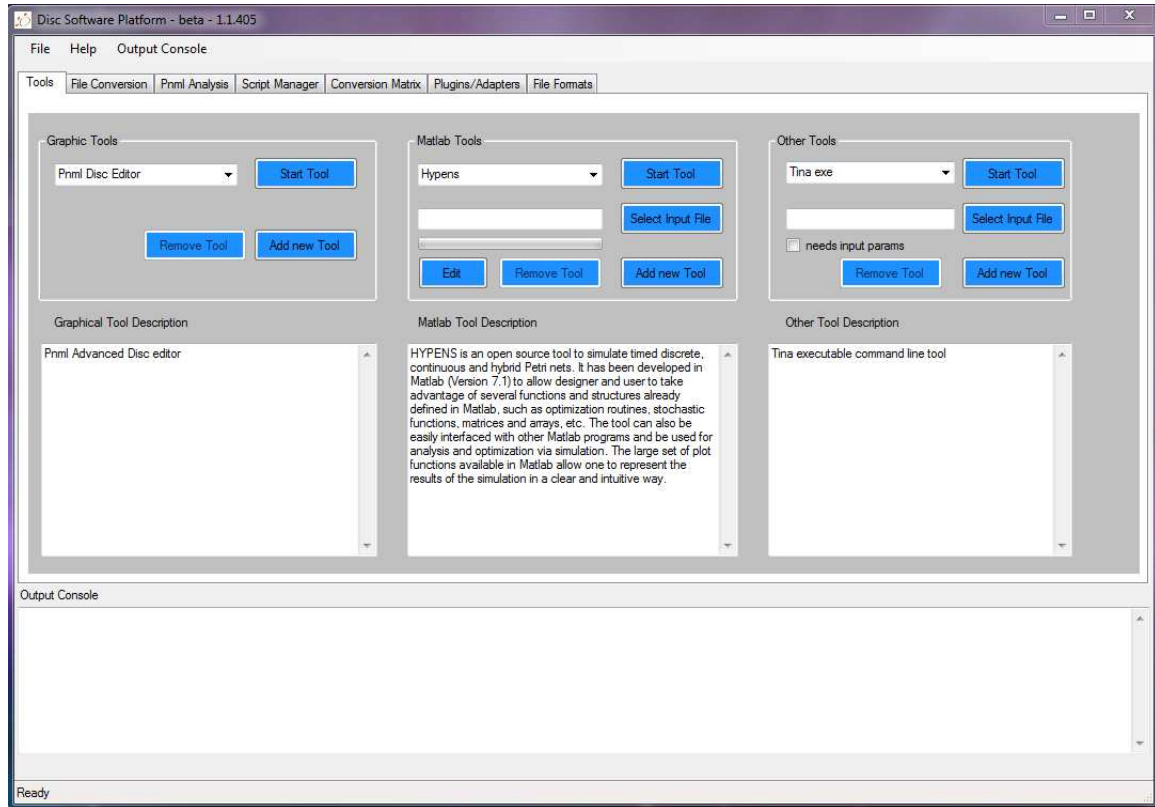 Disc Software Platform - beta - 1.1.405
File Help Output Console
Tools File Conversion Pnml Analysis Script Manager Conversion Matrix Plugins/Adapters File Formats
Graphic Tools
Pnml Disc Editor Start Tool
Remove Tool Add new Tool
Matlab Tools
Hypens Start Tool
Select Input File
Edit Remove Tool Add new Tool
Other Tools
Tina exe Start Tool
Select Input File
needs input params
Remove Tool Add new Tool
Graphical Tool Description
Pnml Advanced Disc editor
Matlab Tool Description
HYPENS is an open source tool to simulate timed discrete,
continuous and hybrid Petri nets. It has been developed in
Matlab (Version 7.1) to allow designer and user to take
advantage of several functions and structures already
defined in Matlab, such as optimization routines, stochastic
functions, matrices and arrays, etc. The tool can also be
easily interfaced with other Matlab programs and be used for
analysis and optimization via simulation. The large set of plot
functions available in Matlab allow one to represent the
results of the simulation in a clear and intuitive way.
Other Tool Description
Tina executable command line tool
Output Console
Ready